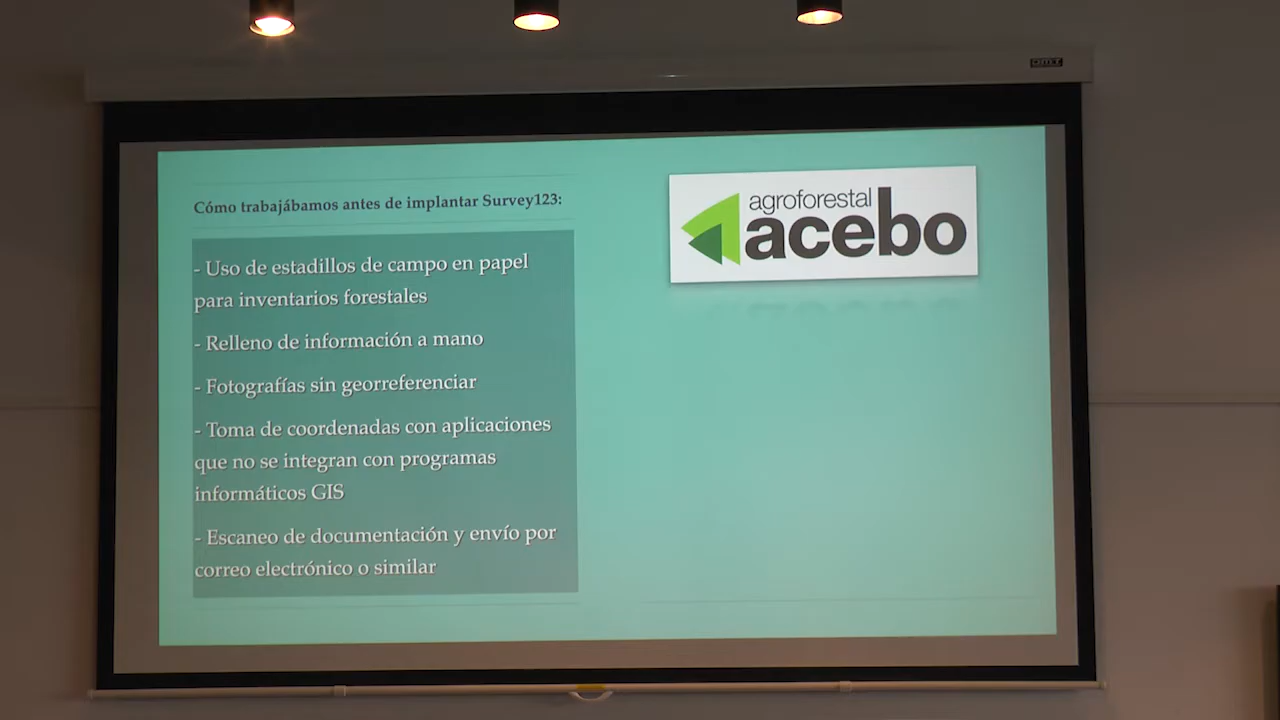 Cómo trabajábamos antes de implantar Survey123:
- Uso de estadillos de campo en papel
para inventarios forestales
- Relleno de información a mano
- Fotografías sin georreferenciar
- Toma de coordenadas con aplicaciones
que no se integran con programas
informáticos GIS
- Escaneo de documentación y envío por
correo electrónico o similar
agroforestal
acebo